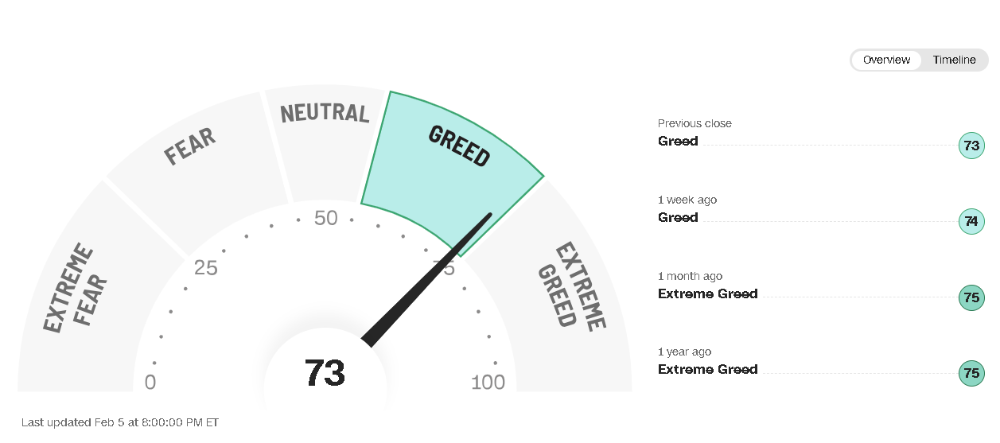 Overview
Timeline
EXTREME
FEAR
FEAR
NEUTRAL
GREED
EXTREME
GREED
0
25
50
100
73
Last updated Feb 5 at 8:00:00 PM ET
Previous close
Greed
73
1 week ago
Greed
74
1 month ago
Extreme Greed
75
1 year ago
Extreme Greed
75